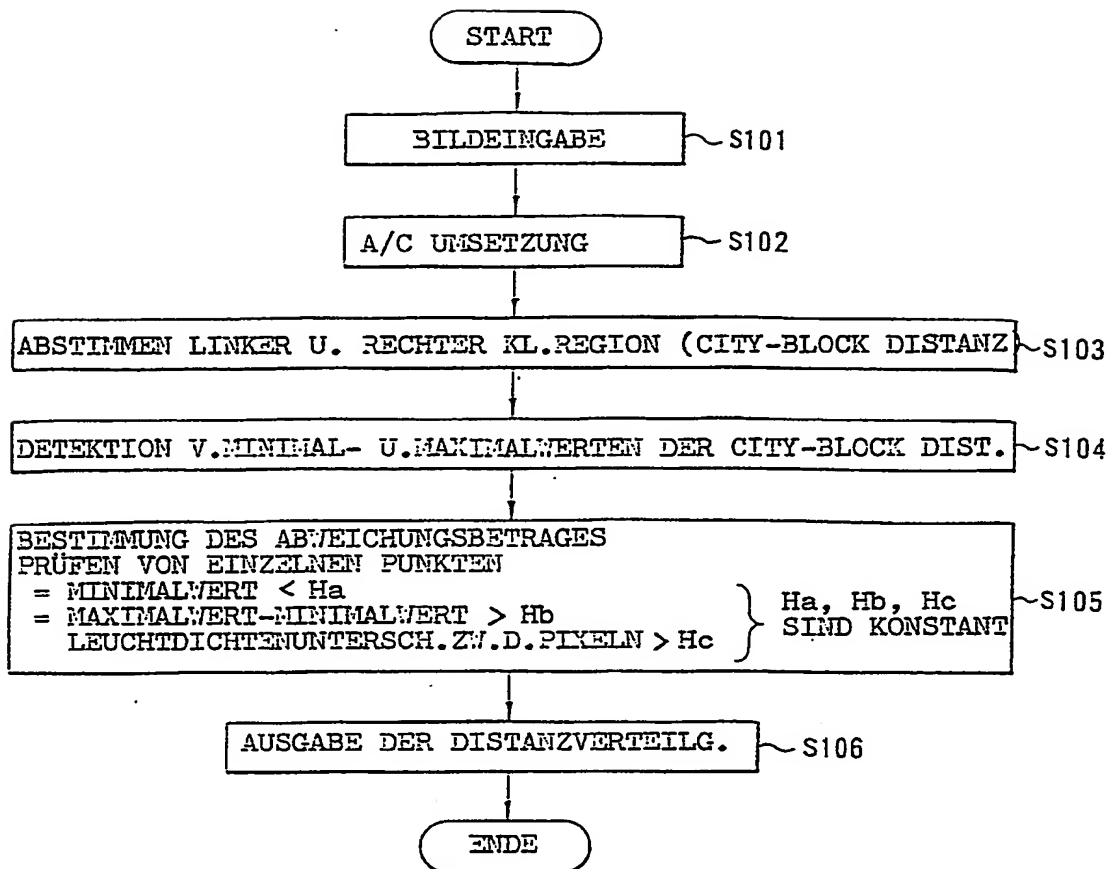 START
BILDEINGABE
S101
A/C UMSETZUNG
S102
ABSTIMMEN LINKER U. RECHTER KL.REGION (CITY-BLOCK DISTANZ
S103
DETEKTION V.MINIMAL- U.MAXIMALWERTEN DER CITY-BLOCK DIST.
S104
BESTIMMUNG DES ABWEICHUNGSBETRAGES
PRÜFEN VON EINZELNEN PUNKTEN
= MINIMALWERT < Ha
= MAXIMALWERT-MINIMALWERT > Hb
LEUCHTDICHTENUNTERSCH.ZW.D.PIXELN > Hc
Ha, Hb, Hc
SIND KONSTANT
S105
AUSGABE DER DISTANZVERTEILG.
S106
ENDE